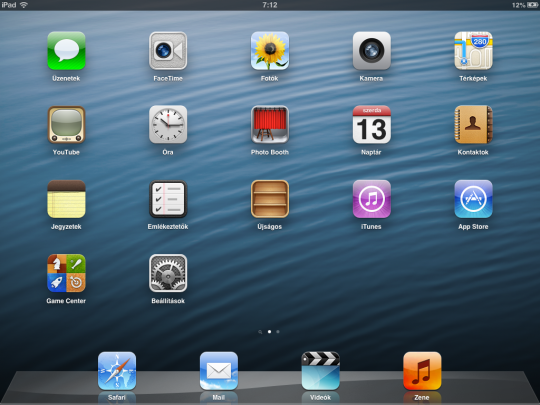 iPad 7:12 12%
Üzenetek FaceTime Fotók Kamera Térképek
280
szerda
13
YouTube Óra Photo Booth Naptár Kontaktok
Jegyzetek Emlékeztetők Újságos iTunes App Store
Game Center Beállítások
Safari Mail Videók Zene